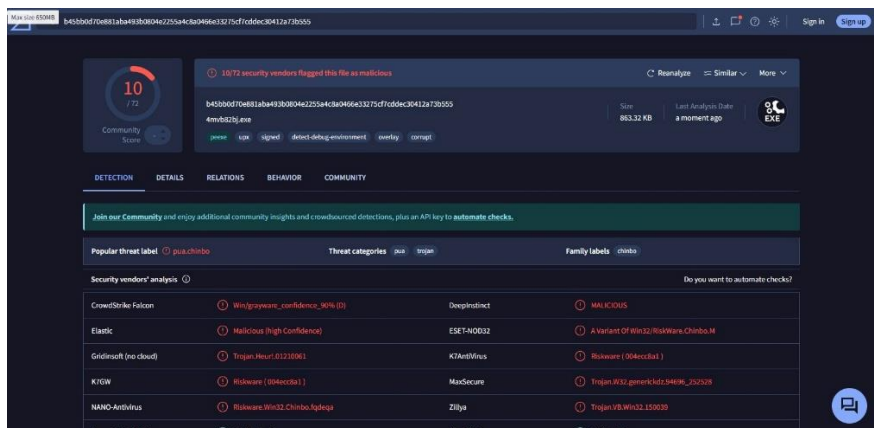 Max size 650MB
b45bb0d70e881aba493b0804e2255a4c8a0466e33275cf7cddec30412a73b555
Sign in
Sign up
10
/ 72
Community
Score
10/72 security vendors flagged this file as malicious
Reanalyze
Similar
More
b45bb0d70e881aba493b0804e2255a4c8a0466e33275cf7cddec30412a73b555
4mvb82bj.exe
peexe upx signed detect-debug-environment overlay corrupt
Size
863.32 KB
Last Analysis Date
a moment ago
EXE
DETECTION DETAILS RELATIONS BEHAVIOR COMMUNITY
Join our Community and enjoy additional community insights and crowdsourced detections, plus an API key to automate checks.
Popular threat label pua.chinbo
Threat categories pua trojan
Family labels chinbo
Security vendors' analysis
Do you want to automate checks?
CrowdStrike Falcon Win/grayware_confidence_90% (D)
DeepInstinct MALICIOUS
Elastic Malicious (high Confidence)
ESET-NOD32 A Variant Of Win32/RiskWare.Chinbo.M
Gridinsoft (no cloud) Trojan.Heur!.01210061
K7AntiVirus Riskware ( 004ecc8a1 )
K7GW Riskware ( 004ecc8a1 )
MaxSecure Trojan.W32.generickdz.94696_252528
NANO-Antivirus Riskware.Win32.Chinbo.fqdeqa
Zillya Trojan.VB.Win32.150039